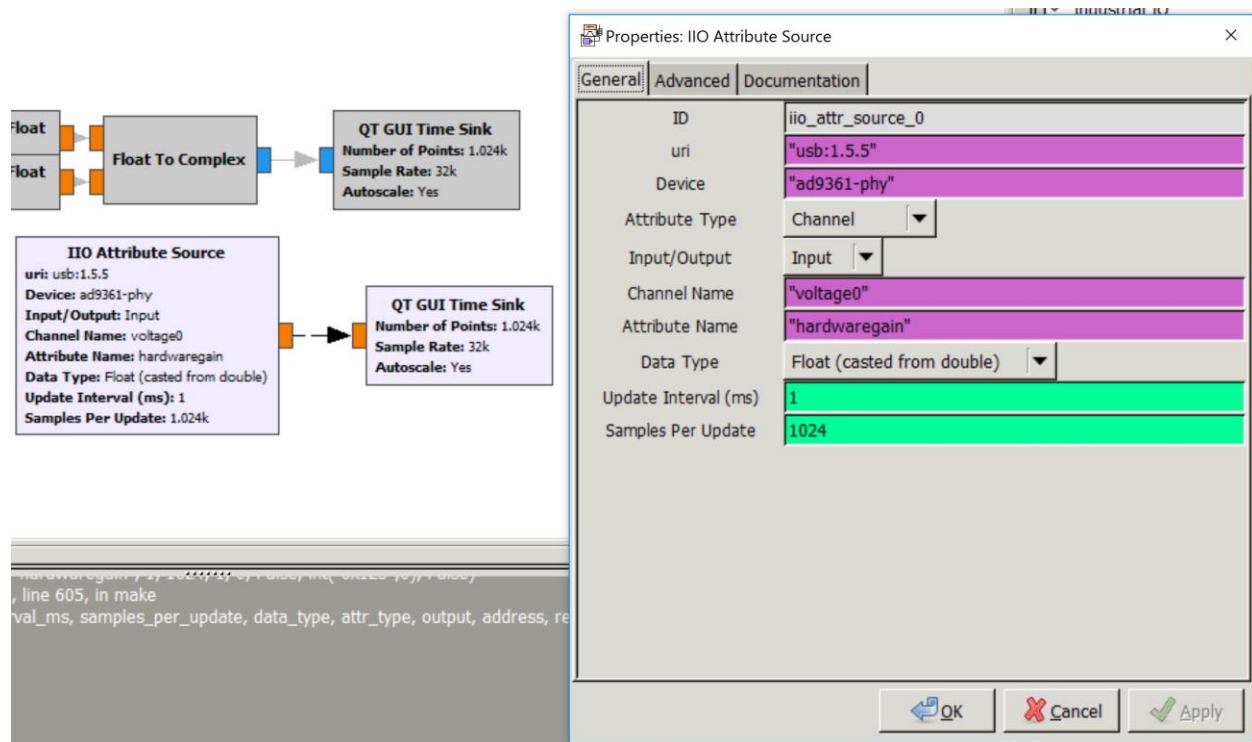 Industrial IO
Properties: IIO Attribute Source
General Advanced Documentation
ID iio_attr_source_0
uri "usb:1.5.5"
Device "ad9361-phy"
Attribute Type Channel
Input/Output Input
Channel Name "voltage0"
Attribute Name "hardwaregain"
Data Type Float (casted from double)
Update Interval (ms) 1
Samples Per Update 1024
OK Cancel Apply
Float
Float
Float To Complex
QT GUI Time Sink
Number of Points: 1.024k
Sample Rate: 32k
Autoscale: Yes
IIO Attribute Source
uri: usb:1.5.5
Device: ad9361-phy
Input/Output: Input
Channel Name: voltage0
Attribute Name: hardwaregain
Data Type: Float (casted from double)
Update Interval (ms): 1
Samples Per Update: 1.024k
QT GUI Time Sink
Number of Points: 1.024k
Sample Rate: 32k
Autoscale: Yes
, line 605, in make
val_ms, samples_per_update, data_type, attr_type, output, address, re